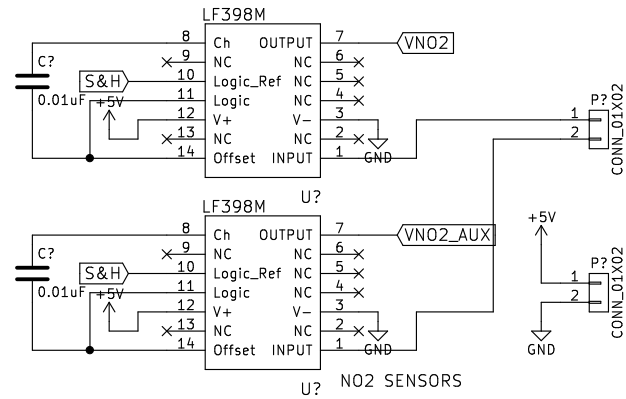 LF398M
8 Ch OUTPUT 7 VNO2
9 NC NC 6
C? S&H 10 Logic_Ref NC 5
0.01uF +5V 11 Logic NC 4
12 V+ V- 3
13 NC NC 2 GND
14 Offset INPUT 1
U?
P?
1
2
CONN_01X02
LF398M
8 Ch OUTPUT 7 VNO2_AUX
9 NC NC 6
C? S&H 10 Logic_Ref NC 5
0.01uF +5V 11 Logic NC 4
12 V+ V- 3
13 NC NC 2
14 Offset INPUT 1 GND
U?
+5V
P?
1
2
CONN_01X02
GND
NO2 SENSORS